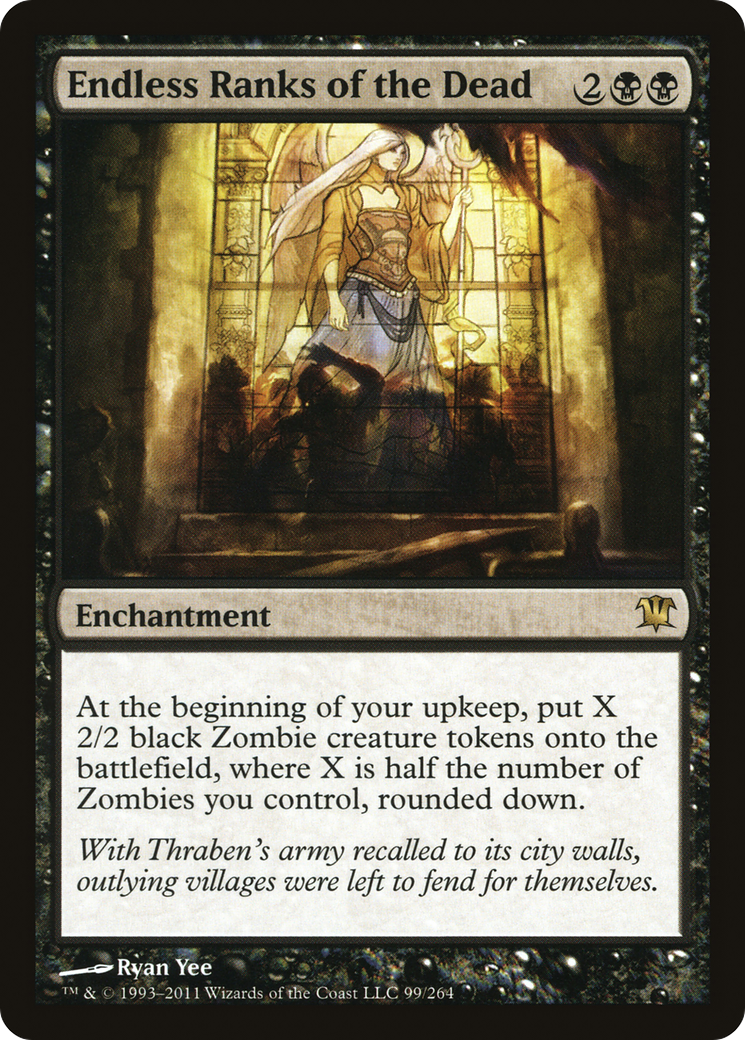 Endless Ranks of the Dead 2
Enchantment
At the beginning of your upkeep, put X
2/2 black Zombie creature tokens onto the
battlefield, where X is half the number of
Zombies you control, rounded down.
With Thraben's army recalled to its city walls,
outlying villages were left to fend for themselves.
Ryan Yee
™ & © 1993–2011 Wizards of the Coast LLC 99/264